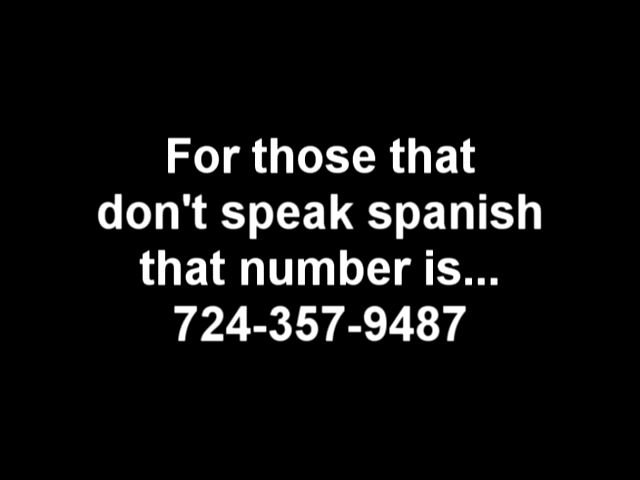 For those that
don't speak spanish
that number is...
724-357-9487